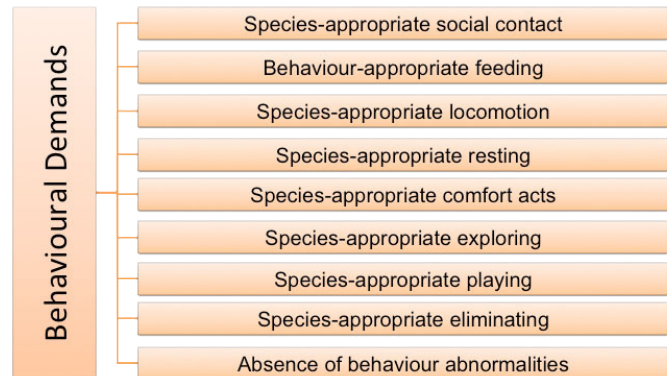 Behavioural Demands
Species-appropriate social contact
Behaviour-appropriate feeding
Species-appropriate locomotion
Species-appropriate resting
Species-appropriate comfort acts
Species-appropriate exploring
Species-appropriate playing
Species-appropriate eliminating
Absence of behaviour abnormalities